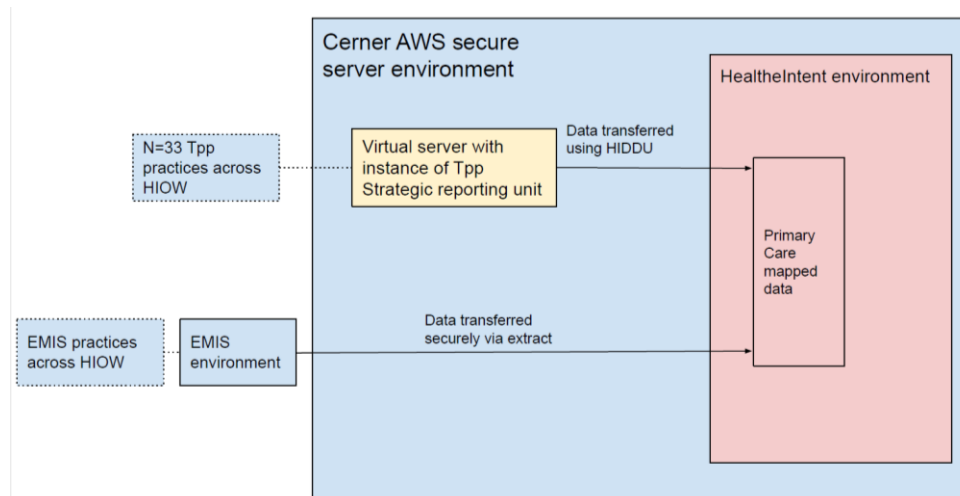 Cerner AWS secure
server environment
HealtheIntent environment
N=33 Tpp
practices across
HIOW
Virtual server with
instance of Tpp
Strategic reporting unit
Data transferred
using HIDDU
Primary
Care
mapped
data
EMIS practices
across HIOW
EMIS
environment
Data transferred
securely via extract